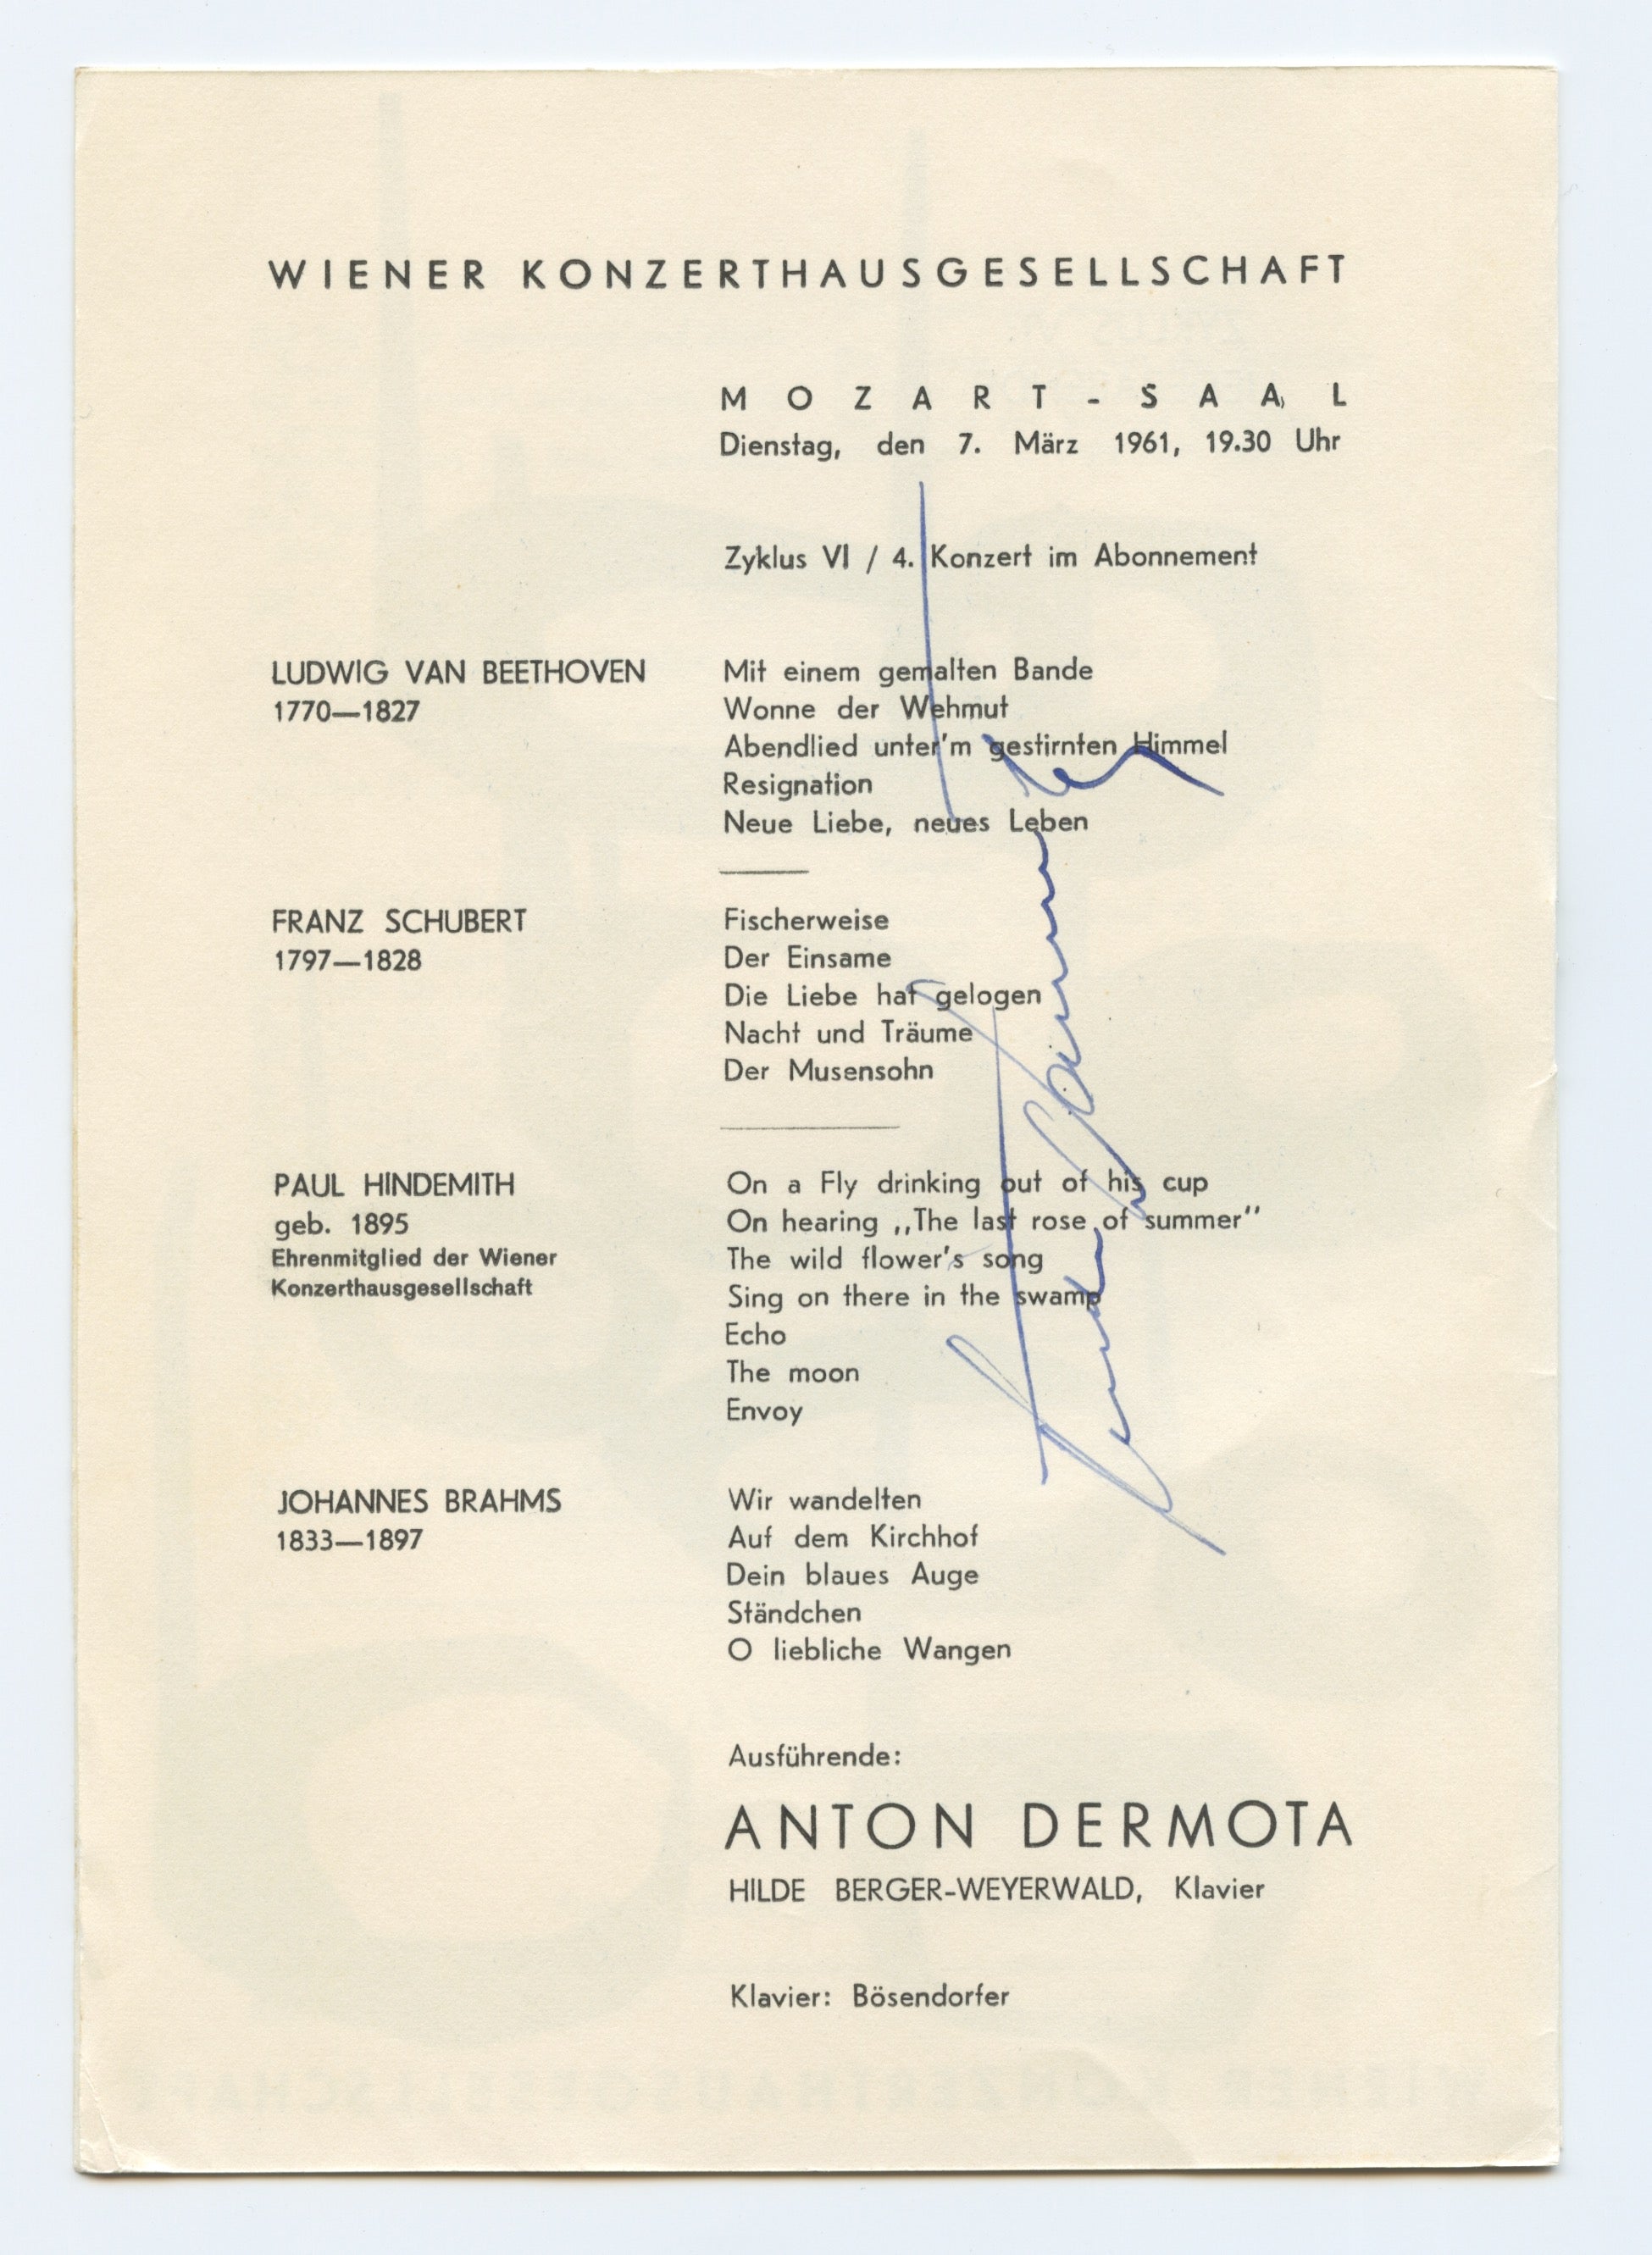 WIENER KONZERTHAUSGESELLSCHAFT
MOZART-SAAL
Dienstag, den 7. März 1961, 19.30 Uhr
Zyklus VI / 4. Konzert im Abonnement
LUDWIG VAN BEETHOVEN
1770—1827
Mit einem gemalten Bande
Wonne der Wehmut
Abendlied unter'm gestirnten Himmel
Resignation
Neue Liebe, neues Leben
FRANZ SCHUBERT
1797—1828
Fischerweise
Der Einsame
Die Liebe hat gelogen
Nacht und Träume
Der Musensohn
PAUL HINDEMITH
geb. 1895
Ehrenmitglied der Wiener
Konzerthausgesellschaft
On a Fly drinking out of his cup
On hearing „The last rose of summer"
The wild flower's song
Sing on there in the swamp
Echo
The moon
Envoy
JOHANNES BRAHMS
1833—1897
Wir wandelten
Auf dem Kirchhof
Dein blaues Auge
Ständchen
O liebliche Wangen
Ausführende:
ANTON DERMOTA
HILDE BERGER-WEYERWALD, Klavier
Klavier: Bösendorfer